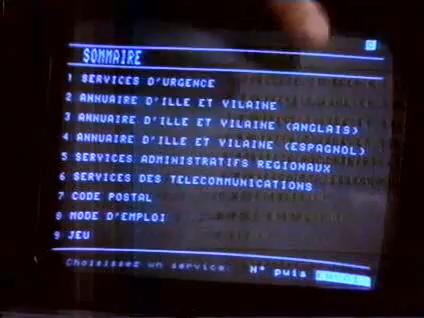 SOMMAIRE
1 SERVICES D'URGENCE
2 ANNUAIRE D'ILLE ET VILAINE
3 ANNUAIRE D'ILLE ET VILAINE (ANGLAIS)
4 ANNUAIRE D'ILLE ET VILAINE (ESPAGNOL)
5 SERVICES ADMINISTRATIFS REGIONAUX
6 SERVICES DES TELECOMMUNICATIONS
7 CODE POSTAL
8 MODE D'EMPLOI
9 JEU
Choisissez un service: N° puis ENVOI